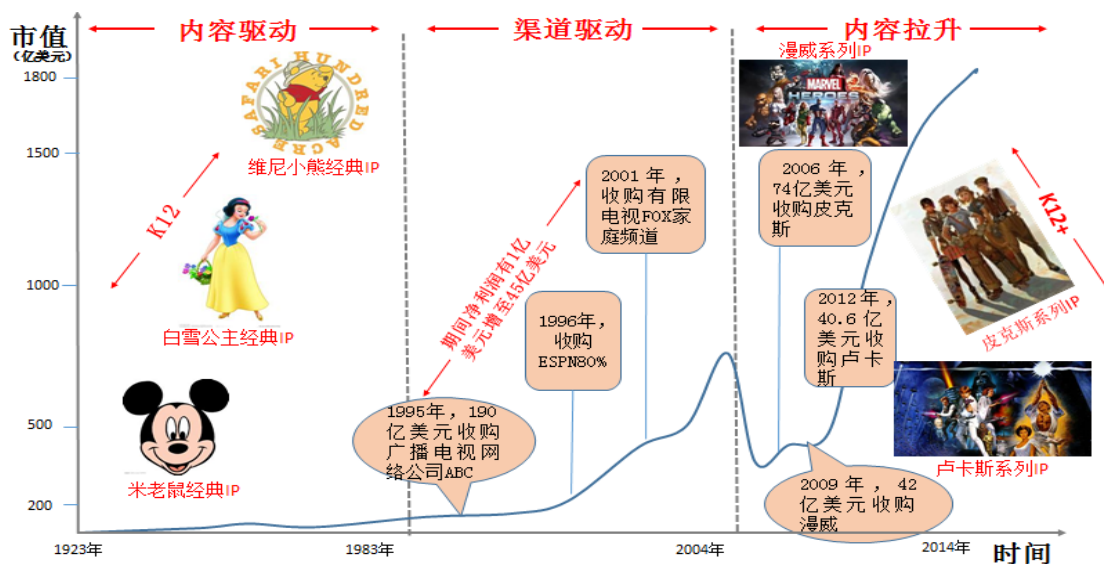 市值
(亿美元)
内容驱动
渠道驱动
内容拉升
1800
1500
1000
500
200
SAFARI HUNDRED ACRE
维尼小熊经典IP
K12
白雪公主经典IP
米老鼠经典IP
期间净利润有1亿
美元增至45亿美元
1995年，190
亿美元收购
广播电视网
络公司ABC
1996年，
收购
ESPN80%
2001 年，
收购有限
电视FOX家
庭频道
漫威系列IP
MARVEL
HEROES
2006 年，
74亿美元
收购皮克
斯
2012年，
40.6 亿
美元收
购卢卡
斯
2009 年， 42
亿美元收购
漫威
K12+
皮克斯系列IP
卢卡斯系列IP
1923年
1983年
2004年
2014年
时间